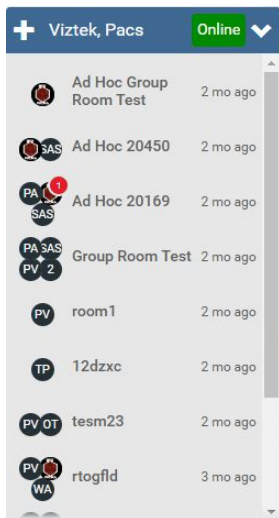 Viztek, Pacs Online
Ad Hoc Group
Room Test
2 mo ago
SAS Ad Hoc 20450 2 mo ago
PA 1
SAS
Ad Hoc 20169 2 mo ago
PA SAS
PV 2
Group Room Test 2 mo ago
PV room1 2 mo ago
TP 12dzxc 2 mo ago
PV OT tesm23 2 mo ago
PV
WA
rtogfld 3 mo ago